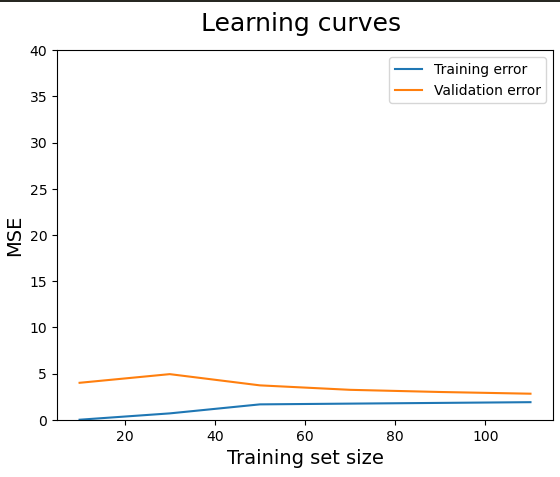 Learning curves
40
35
30
25
20
15
10
5
0
MSE
Training error
Validation error
20 40 60 80 100
Training set size